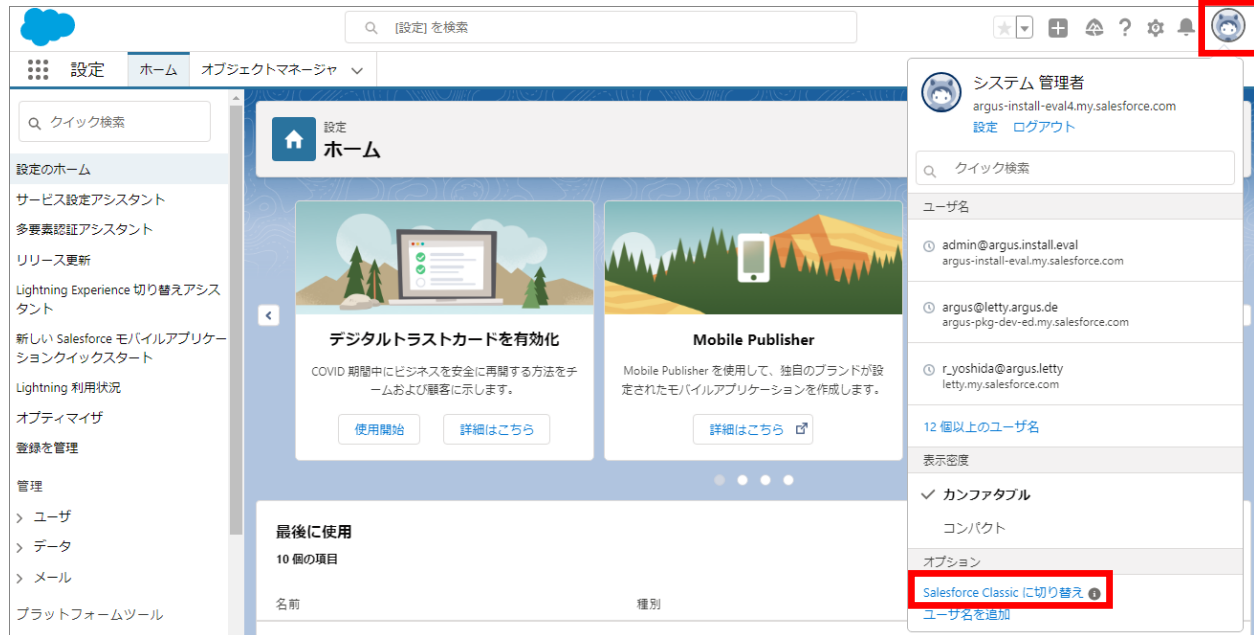 [設定] を検索
設定
ホーム
オブジェクトマネージャ
クイック検索
設定のホーム
サービス設定アシスタント
多要素認証アシスタント
リリース更新
Lightning Experience 切り替えアシス
タント
新しい Salesforce モバイルアプリケー
ションクイックスタート
Lightning 利用状況
オプティマイザ
登録を管理
管理
ユーザ
データ
メール
プラットフォームツール
設定
ホーム
デジタルトラストカードを有効化
COVID 期間中にビジネスを安全に再開する方法をチ
ームおよび顧客に示します。
使用開始
詳細はこちら
Mobile Publisher
Mobile Publisher を使用して、独自のブランドが設
定されたモバイルアプリケーションを作成します。
詳細はこちら
最後に使用
10 個の項目
名前
種別
システム 管理者
argus-install-eval4.my.salesforce.com
設定 ログアウト
クイック検索
ユーザ名
admin@argus.install.eval
argus-install-eval.my.salesforce.com
argus@letty.argus.de
argus-pkg-dev-ed.my.salesforce.com
r_yoshida@argus.letty
letty.my.salesforce.com
12 個以上のユーザ名
表示密度
カンファタブル
コンパクト
オプション
Salesforce Classic に切り替え
ユーザ名を追加